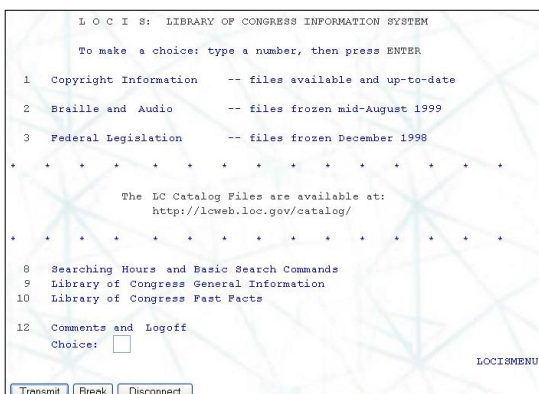 L O C I S: LIBRARY OF CONGRESS INFORMATION SYSTEM
To make a choice: type a number, then press ENTER
1 Copyright Information -- files available and up-to-date
2 Braille and Audio -- files frozen mid-August 1999
3 Federal Legislation -- files frozen December 1998
* * * * * * * * * * * * * * *
The LC Catalog Files are available at:
http://lcweb.loc.gov/catalog/
* * * * * * * * * * * * * * *
8 Searching Hours and Basic Search Commands
9 Library of Congress General Information
10 Library of Congress Fast Facts
12 Comments and Logoff
Choice:
LOCISMENU
Transmit Break Disconnect